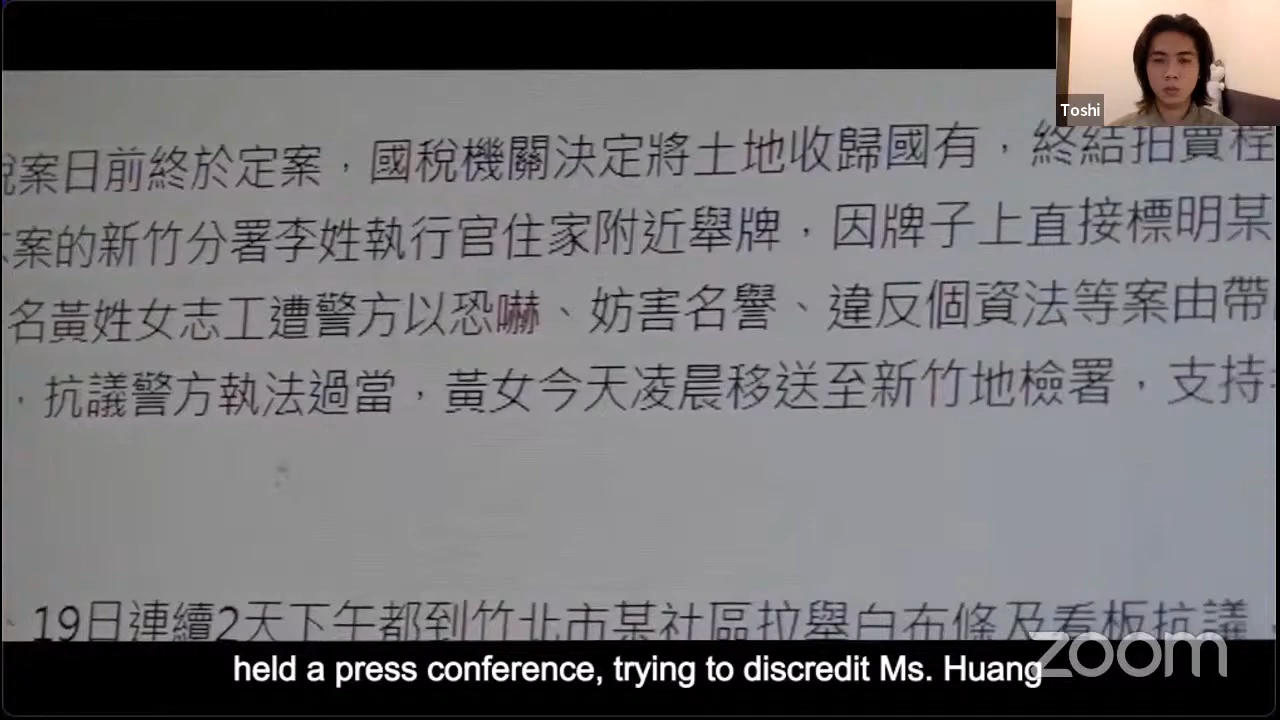 Toshi
稅案日前終於定案，國稅機關決定將土地收歸國有，終結拍賣程
本案的新竹分署李姓執行官住家附近舉牌，因牌子上直接標明某
名黃姓女志工遭警方以恐嚇、妨害名譽、違反個資法等案由帶
，抗議警方執法過當，黃女今天凌晨移送至新竹地檢署，支持
19日連續2天下午都到竹北市某社區拉舉白布條及看板抗議
held a press conference, trying to discredit Ms. Huang
zoom